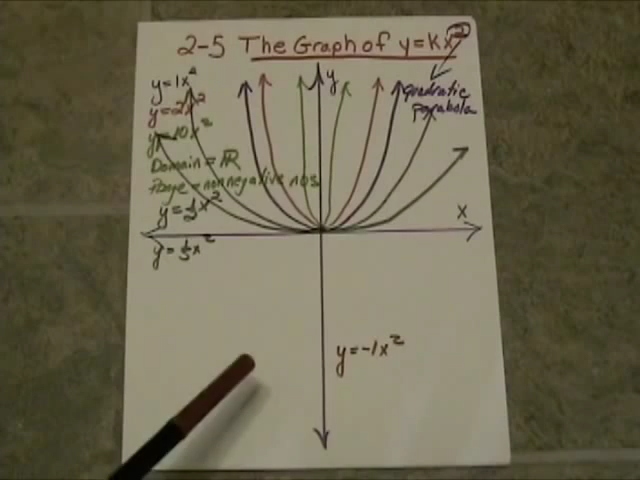 2-5 The Graph of y=kx²
y
y=1x²
quadratic
parabola
y=2x²
y=10x²
Domain = ℝ
Range = nonnegative nos.
y=½x²
x
y=⅓x²
y=-1x²